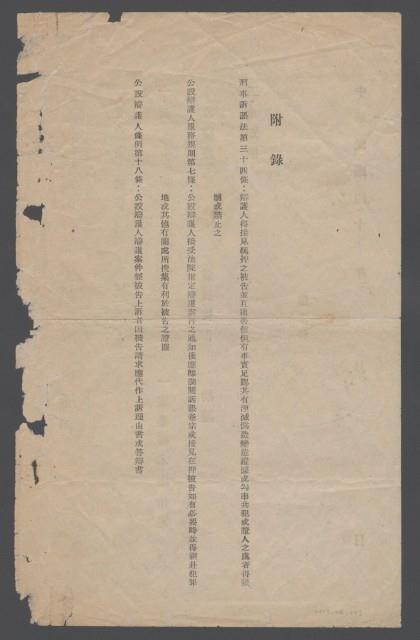 附錄
刑事訴訟法第三十四條：辯護人得接見羈押之被告並互通書信但有事實足認其有湮滅偽造變造證據或勾串共犯或證人之虞者得限
制或禁止之
公設辯護人服務規則第七條：公設辯護人接受法院指定辯護案件之通知後應即調閱訴訟卷宗或接見在押被告如有必要時並得親赴犯罪
地或其他有關處所搜集有利於被告之證據
公設辯護人條例第十八條：公設辯護人辯護案件經被告上訴者因被告請求應代作上訴理由書或答辯書